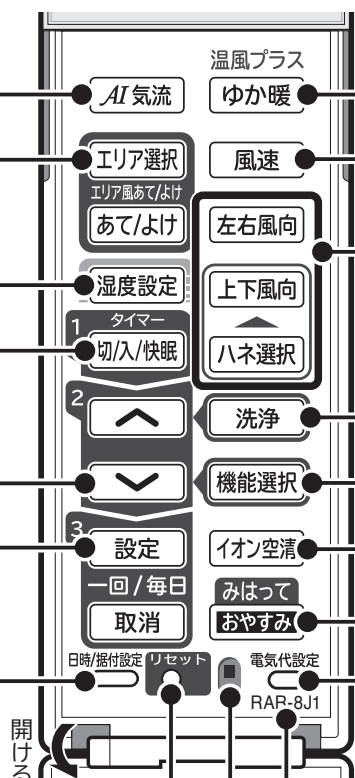 温風プラス
AI 気流
ゆか暖
エリア選択
風速
エリア風あて/よけ
あて/よけ
左右風向
湿度設定
上下風向
タイマー
1
切/入/快眠
ハネ選択
2
洗浄
機能選択
3
設定
イオン空清
一回/毎日
みはって
取消
おやすみ
日時/据付設定
リセット
電気代設定
RAR-8J1
開ける